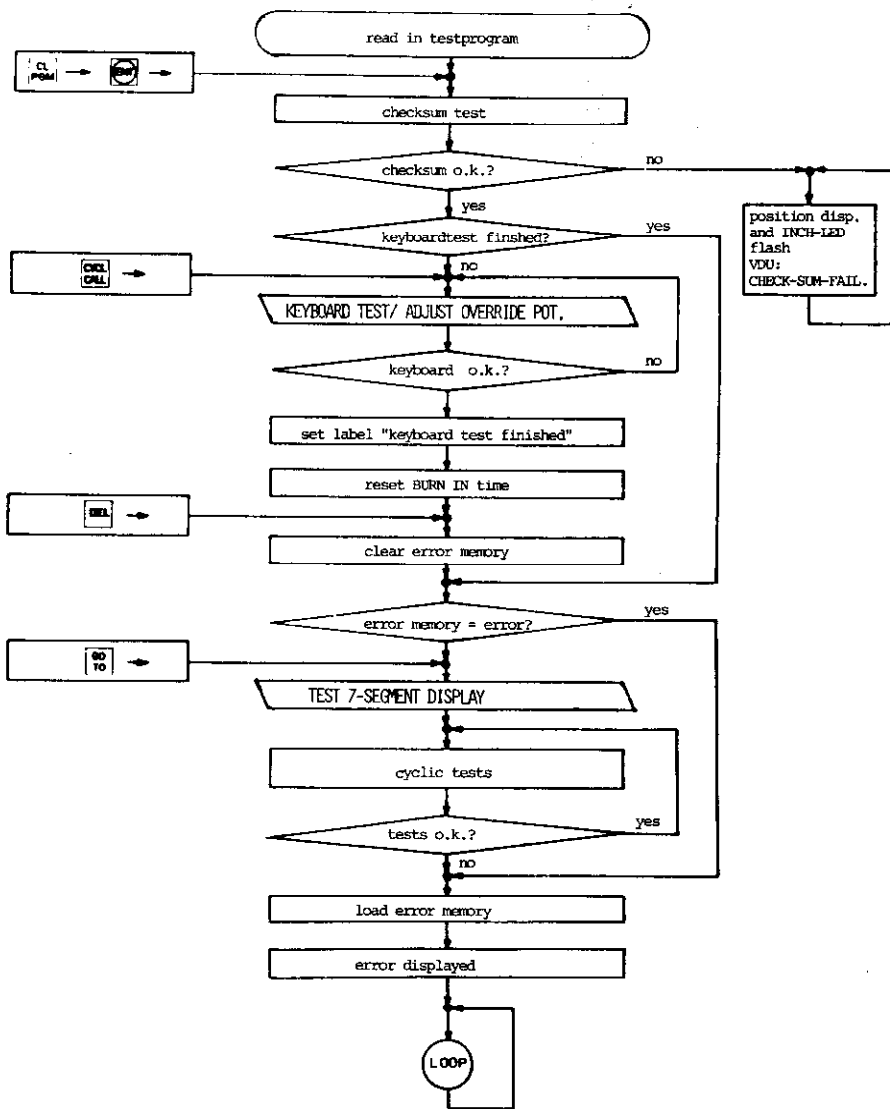 read in testprogram
CL
PGM
checksum test
checksum o.k.?
no
yes
position disp.
and INCH-LED
flash
VDU:
CHECK-SUM-FAIL.
keyboardtest finshed?
yes
no
CYCL
CALL
KEYBOARD TEST/ ADJUST OVERRIDE POT.
keyboard o.k.?
no
set label "keyboard test finished"
reset BURN IN time
DEL
clear error memory
error memory = error?
yes
GO
TO
TEST 7-SEGMENT DISPLAY
cyclic tests
tests o.k.?
yes
no
load error memory
error displayed
LOOP